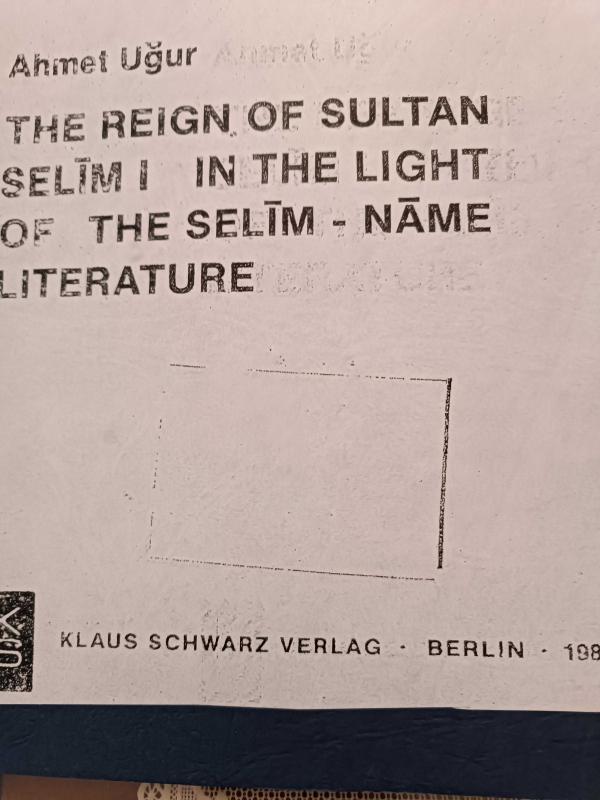 Ahmet Uğur
THE REIGN OF SULTAN
SELĪM I IN THE LIGHT
OF THE SELĪM - NĀME
LITERATURE
KLAUS SCHWARZ VERLAG · BERLIN · 198